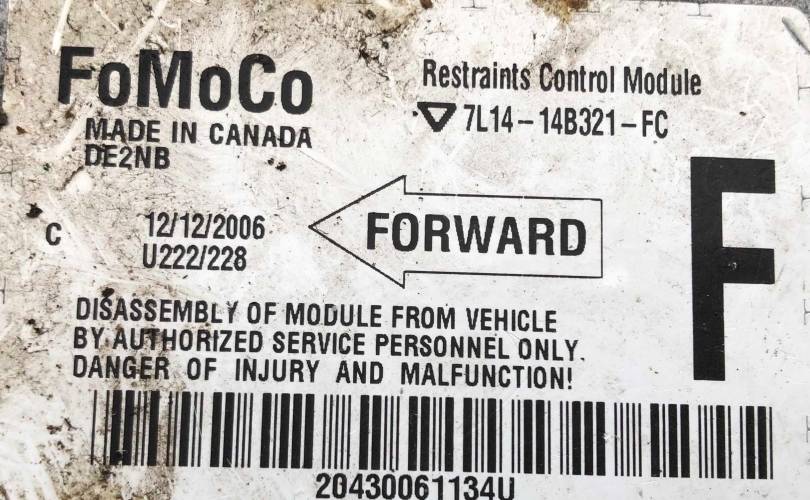 FoMoCo
MADE IN CANADA
DE2NB
Restraints Control Module
7L14-14B321-FC
F
C
12/12/2006
U222/228
FORWARD
DISASSEMBLY OF MODULE FROM VEHICLE
BY AUTHORIZED SERVICE PERSONNEL ONLY.
DANGER OF INJURY AND MALFUNCTION!
20430061134U